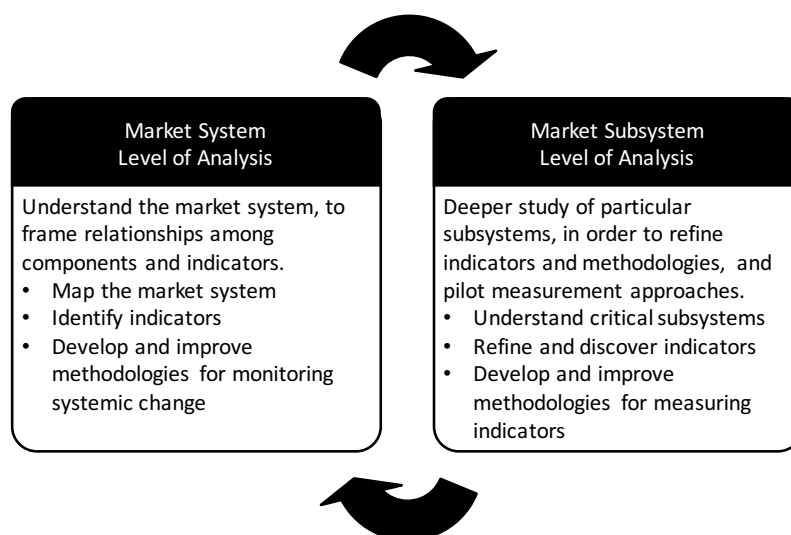 Market System
Level of Analysis
Understand the market system, to
frame relationships among
components and indicators.
• Map the market system
• Identify indicators
• Develop and improve
methodologies for monitoring
systemic change
Market Subsystem
Level of Analysis
Deeper study of particular
subsystems, in order to refine
indicators and methodologies, and
pilot measurement approaches.
• Understand critical subsystems
• Refine and discover indicators
• Develop and improve
methodologies for measuring
indicators